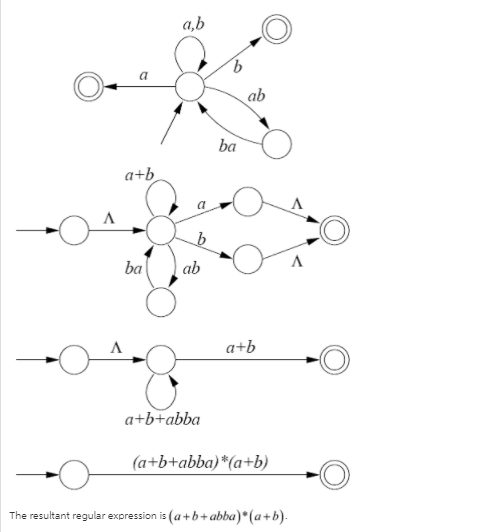 a,b
b
a
ab
ba
a+b
Λ
a
Λ
b
ba
ab
Λ
Λ
a+b
a+b+abba
(a+b+abba)*(a+b)
The resultant regular expression is (a+b+abba)*(a+b).